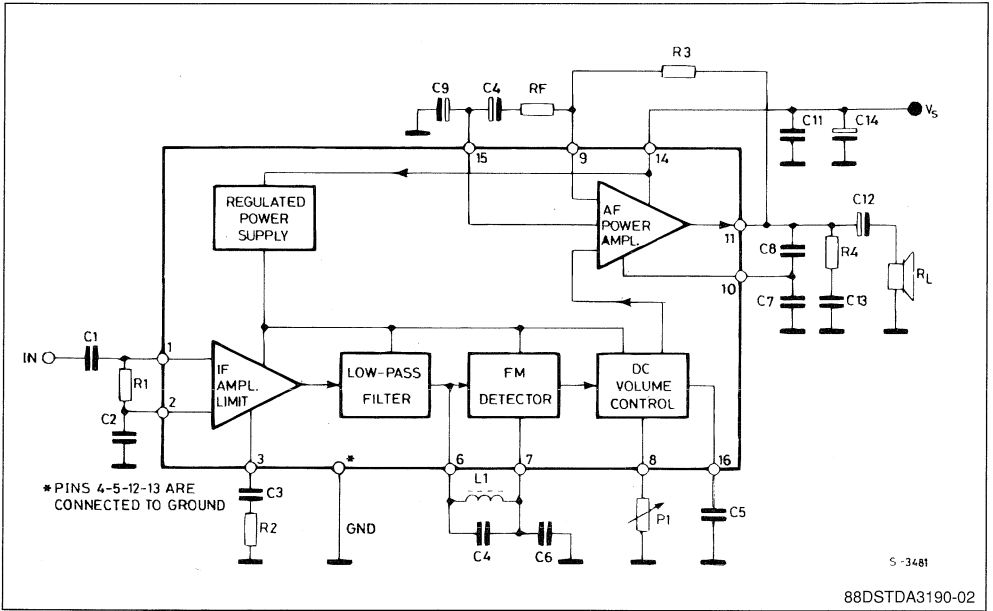 R3
C9
C4
RF
VS
C11
C14
15
9
14
REGULATED
POWER
SUPPLY
AF
POWER
AMPL.
11
C12
C8
R4
RL
10
C7
C13
IN
C1
1
R1
2
C2
IF
AMPL.
LIMIT
LOW-PASS
FILTER
FM
DETECTOR
DC
VOLUME
CONTROL
3
*
6
7
8
16
* PINS 4-5-12-13 ARE
CONNECTED TO GROUND
C3
R2
GND
L1
C4
C6
P1
C5
S-3481
88DSTDA3190-02